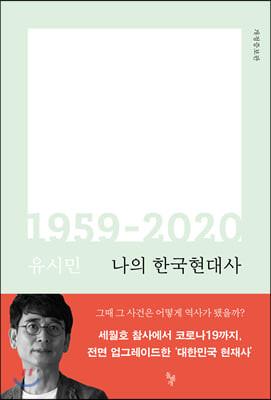 개정증보판
1959-2020
유시민 나의 한국현대사
그때 그 사건은 어떻게 역사가 됐을까?
세월호 참사에서 코로나19까지,
전면 업그레이드한 '대한민국 현재사'
돌베개